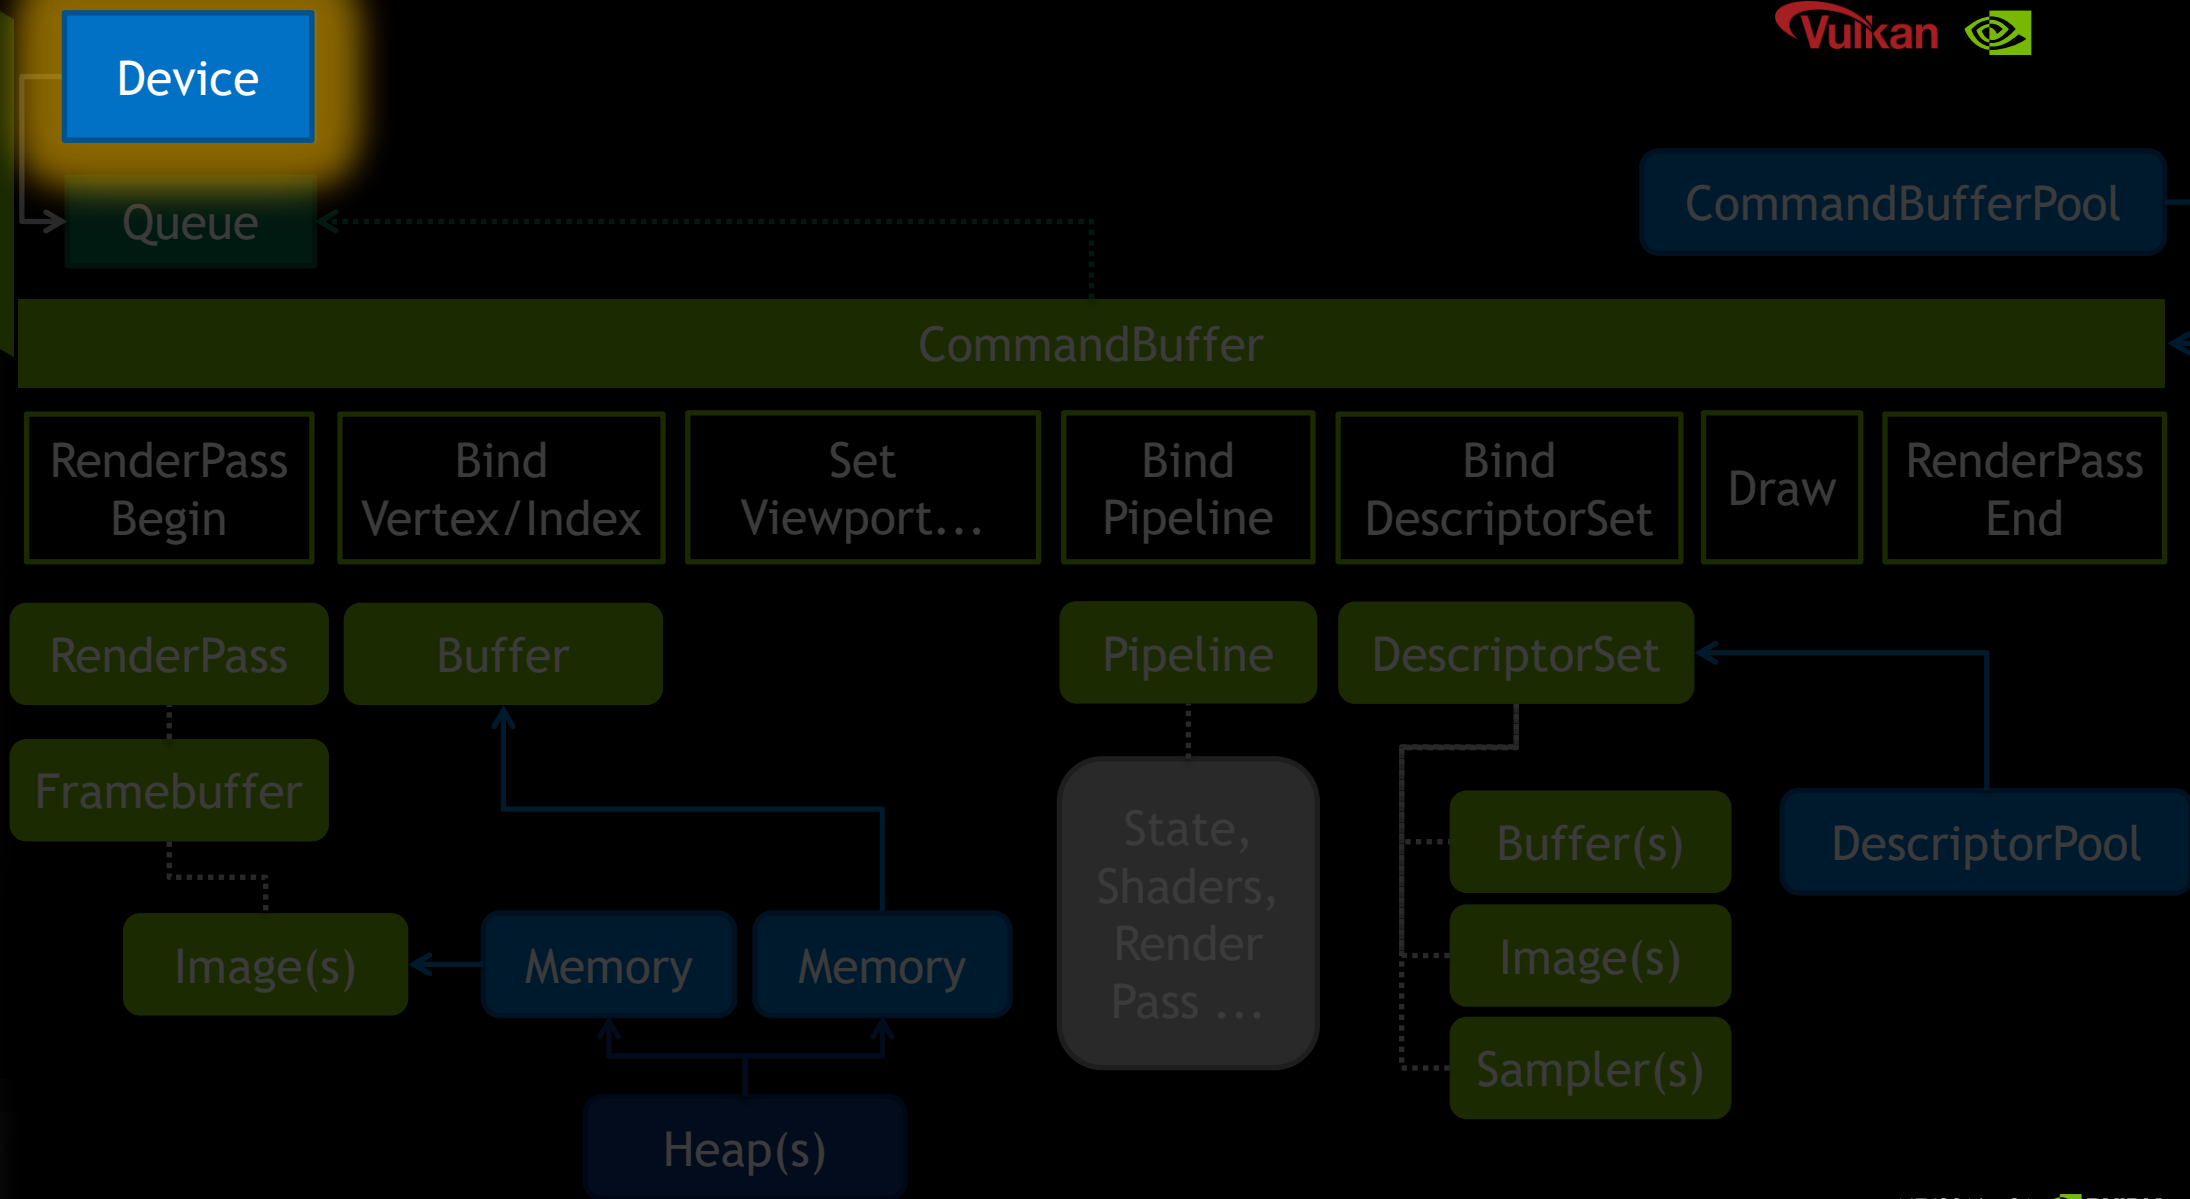 Device
Vulkan
Queue
CommandBufferPool
CommandBuffer
RenderPass
Begin
Bind
Vertex/Index
Set
Viewport...
Bind
Pipeline
Bind
DescriptorSet
Draw
RenderPass
End
RenderPass
Buffer
Pipeline
DescriptorSet
Framebuffer
State,
Shaders,
Render
Pass ...
Buffer(s)
DescriptorPool
Image(s)
Memory
Memory
Image(s)
Sampler(s)
Heap(s)